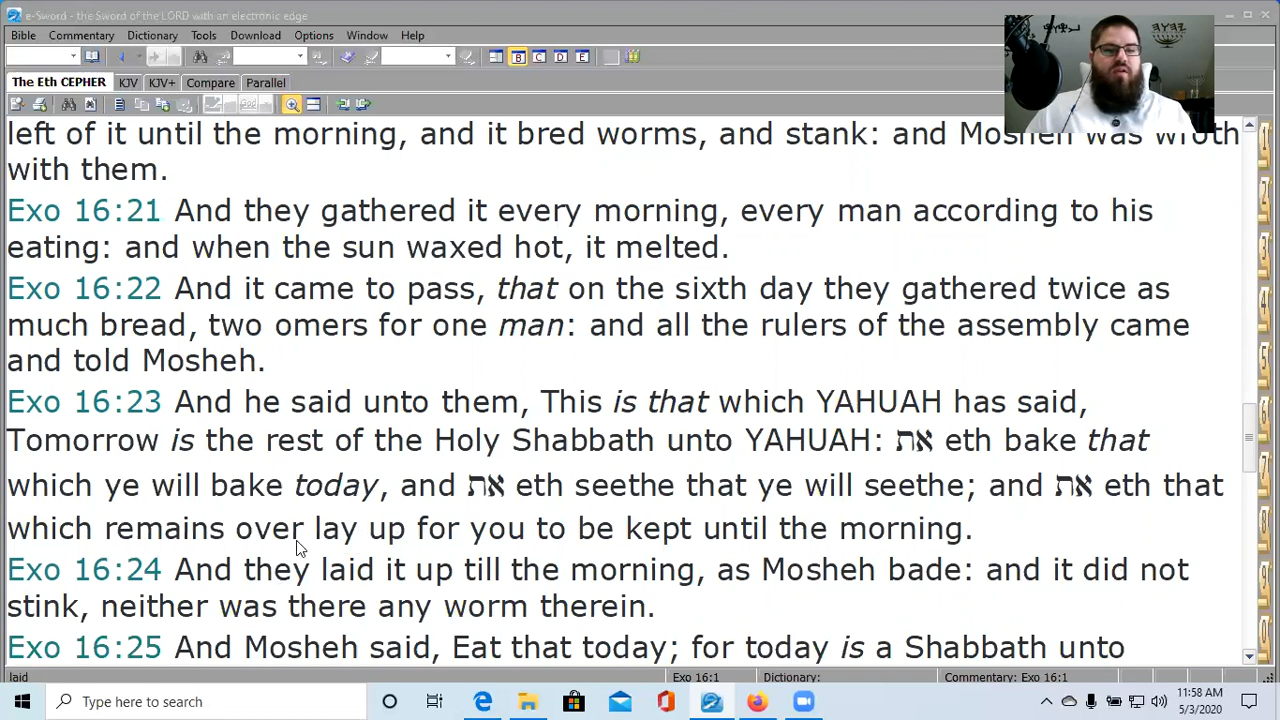 e-Sword - the Sword of the LORD with an electronic edge
Bible Commentary Dictionary Tools Download Options Window Help
B C D E
The Eth CEPHER KJV KJV+ Compare Parallel
left of it until the morning, and it bred worms, and stank: and Mosheh was wroth
with them.
Exo 16:21 And they gathered it every morning, every man according to his
eating: and when the sun waxed hot, it melted.
Exo 16:22 And it came to pass, that on the sixth day they gathered twice as
much bread, two omers for one man: and all the rulers of the assembly came
and told Mosheh.
Exo 16:23 And he said unto them, This is that which YAHUAH has said,
Tomorrow is the rest of the Holy Shabbath unto YAHUAH: את eth bake that
which ye will bake today, and את eth seethe that ye will seethe; and את eth that
which remains over lay up for you to be kept until the morning.
Exo 16:24 And they laid it up till the morning, as Mosheh bade: and it did not
stink, neither was there any worm therein.
Exo 16:25 And Mosheh said, Eat that today; for today is a Shabbath unto
laid Exo 16:1 Dictionary: Commentary: Exo 16:1
Type here to search
11:58 AM
5/3/2020